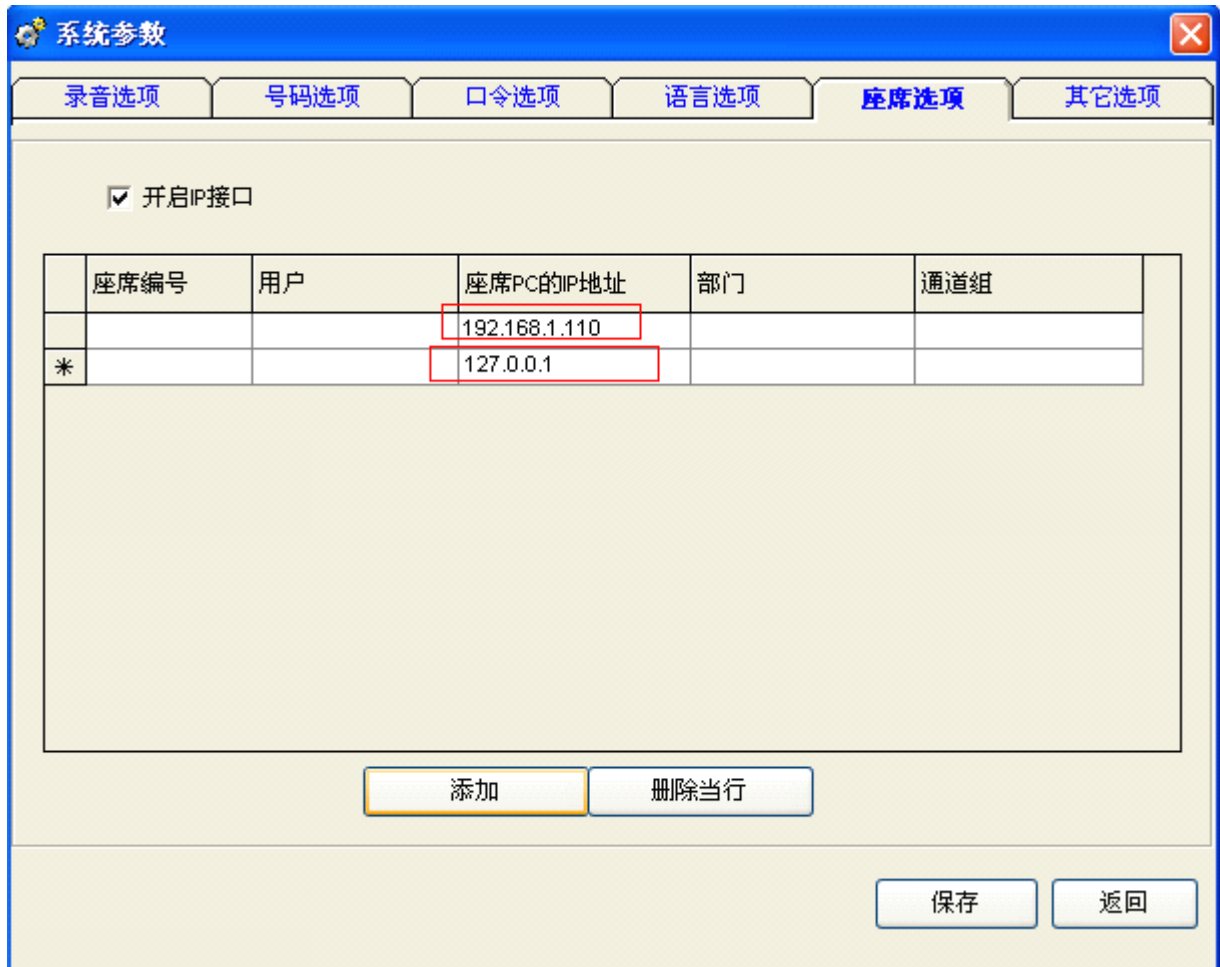 系统参数
录音选项 号码选项 口令选项 语言选项 座席选项 其它选项
开启IP接口
座席编号 用户 座席PC的IP地址 部门 通道组
192.168.1.110
* 127.0.0.1
添加 删除当行
保存 返回